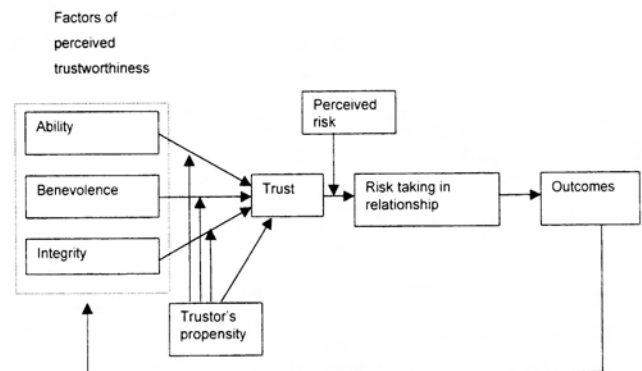 Factors of
perceived
trustworthiness
Ability
Benevolence
Integrity
Trustor's
propensity
Trust
Perceived
risk
Risk taking in
relationship
Outcomes